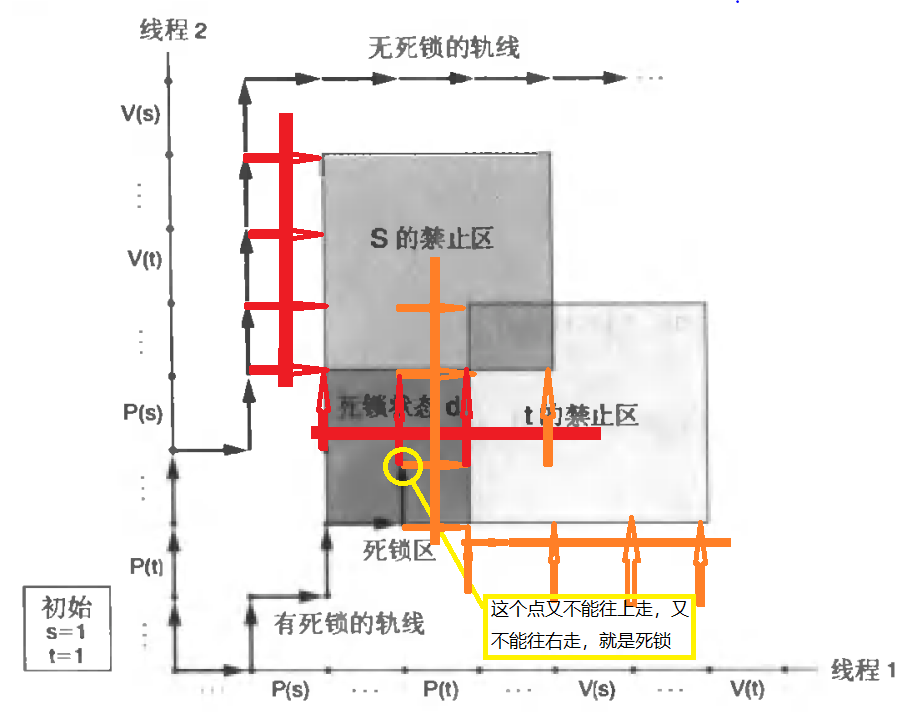 线程 2
无死锁的轨线
...
V(s)
...
S 的禁止区
V(t)
...
P(s)
死锁状态 d
t 的禁止区
...
死锁区
P(t)
初始
s=1
t=1
...
有死锁的轨线
这个点又不能往上走，又
不能往右走，就是死锁
线程 1
... P(s) ... P(t) ... V(s) ... V(t)